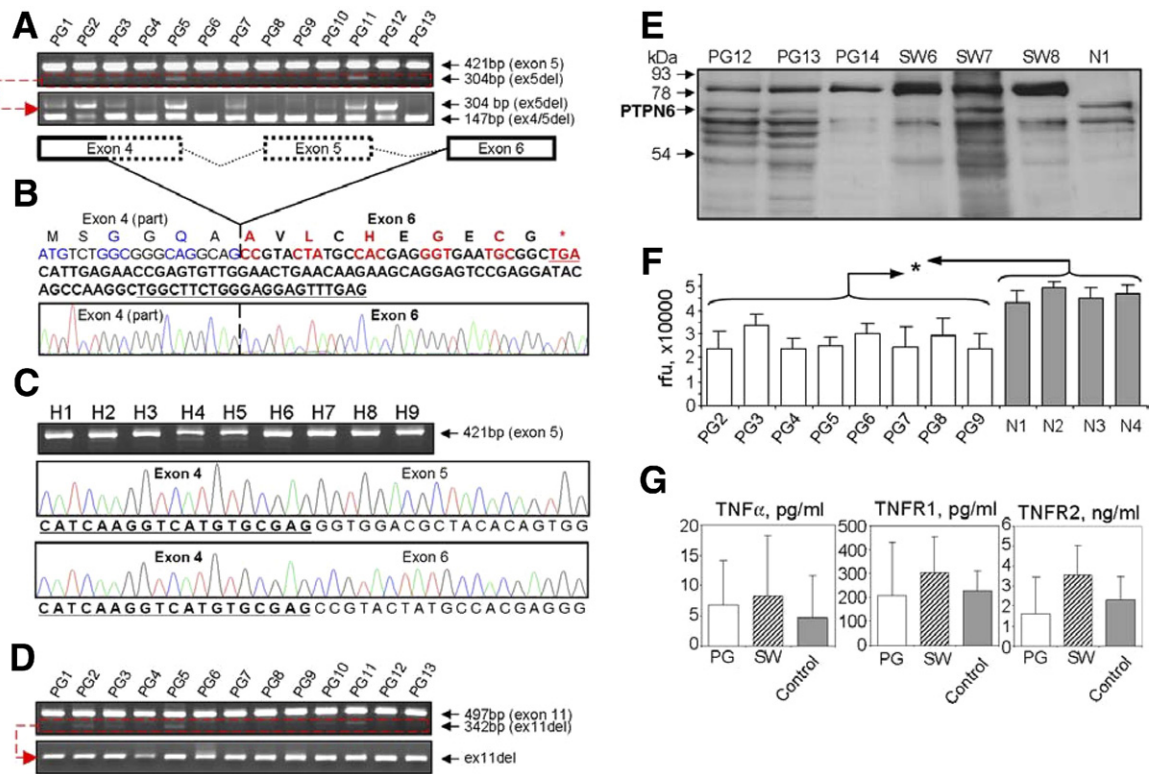 A
PG1 PG2 PG3 PG4 PG5 PG6 PG7 PG8 PG9 PG10 PG11 PG12 PG13
421bp (exon 5)
304bp (ex5del)
304 bp (ex5del)
147bp (ex4/5del)
Exon 4 Exon 5 Exon 6
B
Exon 4 (part) Exon 6
M S G G Q A A V L C H E G E C G *
ATGTCTGGCGGGCAGGCAGCCGTACTATGCCACGAGGGTGAATGCGGCTGA
CATTGAGAACCGAGTGTTGGAACTGAACAAGAAGCAGGAGTCCGAGGATAC
AGCCAAGGCTGGCTTCTGGGAGGAGTTTGAG
Exon 4 (part) Exon 6
C
H1 H2 H3 H4 H5 H6 H7 H8 H9
421bp (exon 5)
Exon 4 Exon 5
CATCAAGGTCATGTGCGAGGGTGGACGCTACACAGTGG
Exon 4 Exon 6
CATCAAGGTCATGTGCGAGCCGTACTATGCCACGAGGG
D
PG1 PG2 PG3 PG4 PG5 PG6 PG7 PG8 PG9 PG10 PG11 PG12 PG13
497bp (exon 11)
342bp (ex11del)
ex11del
E
kDa PG12 PG13 PG14 SW6 SW7 SW8 N1
93
78
PTPN6
54
F
rfu, x10000
5
4
3
2
1
0
*
PG2 PG3 PG4 PG5 PG6 PG7 PG8 PG9 N1 N2 N3 N4
G
TNFα, pg/ml
20
15
10
5
0
PG SW Control
TNFR1, pg/ml
500
400
300
200
100
0
PG SW Control
TNFR2, ng/ml
6
5
4
3
2
1
0
PG SW Control